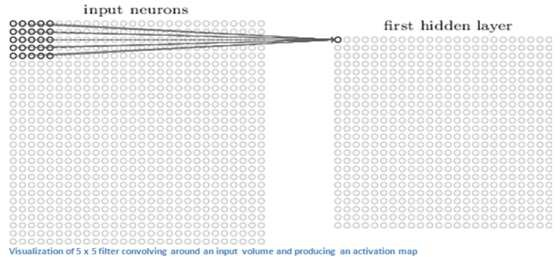 input neurons
first hidden layer
Visualization of 5 x 5 filter convolving around an input volume and producing an activation map